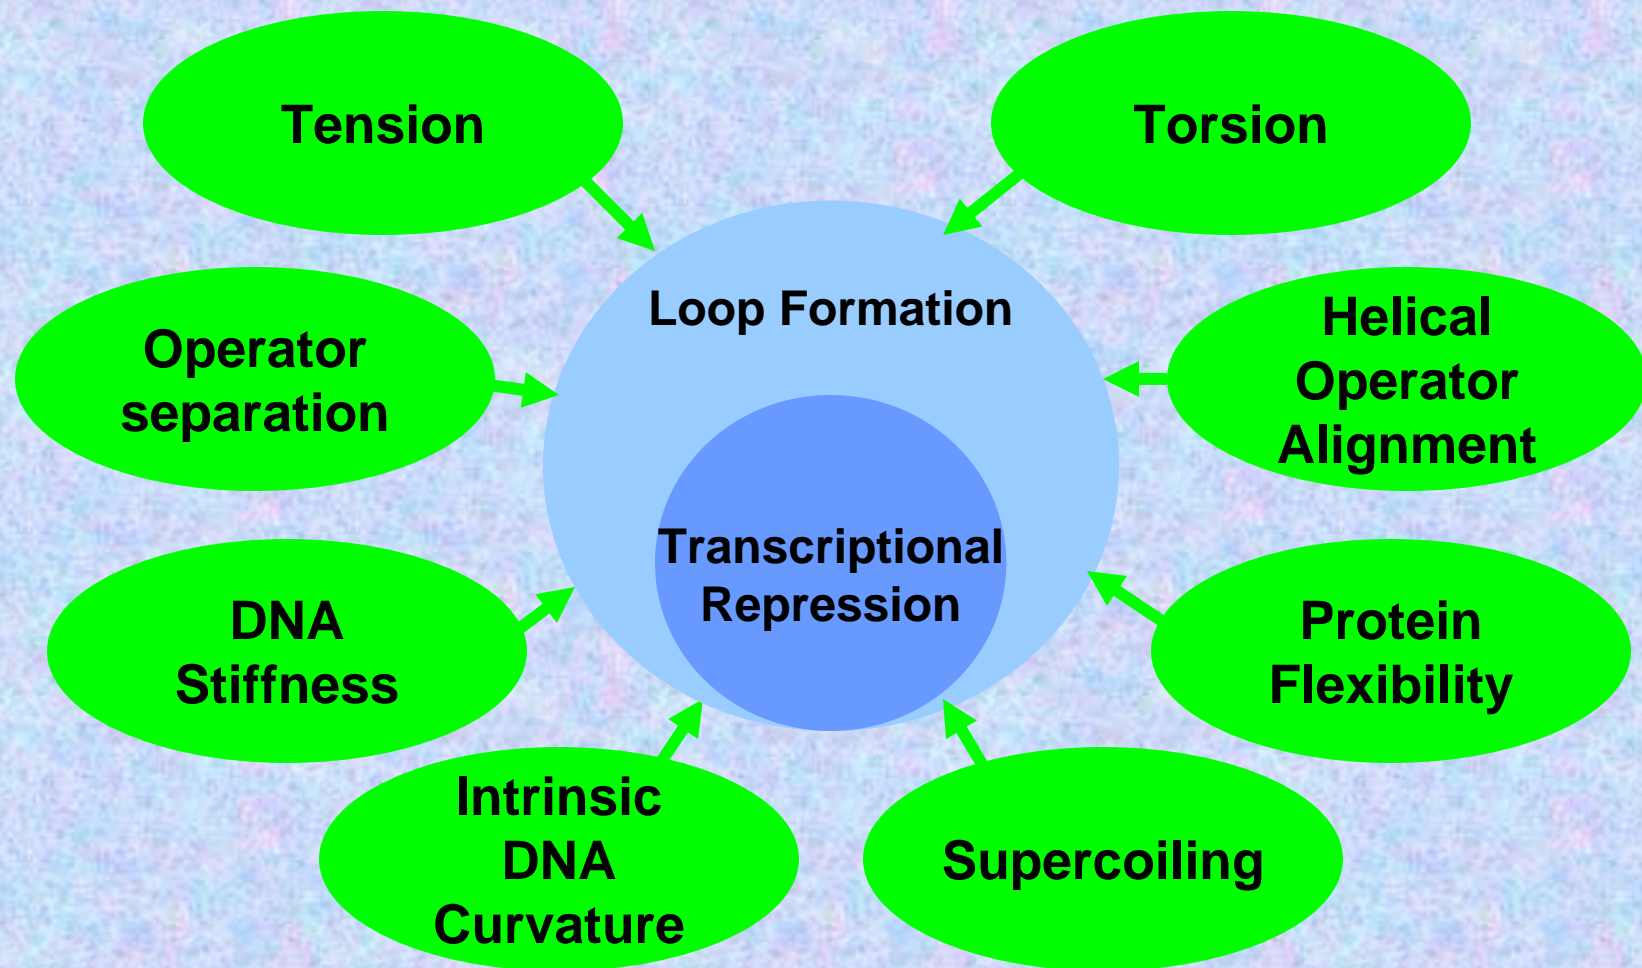 Tension
Torsion
Loop Formation
Operator
separation
Helical
Operator
Alignment
Transcriptional
Repression
DNA
Stiffness
Protein
Flexibility
Intrinsic
DNA
Curvature
Supercoiling